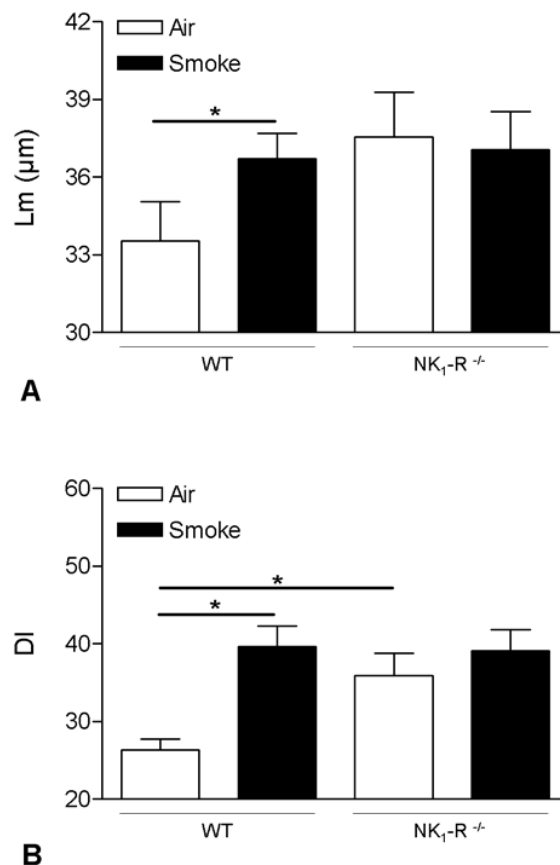 42
39
36
33
30
Lm (µm)
Air
Smoke
*
WT
NK₁-R ⁻/⁻
A
60
50
40
30
20
DI
Air
Smoke
*
*
WT
NK₁-R ⁻/⁻
B